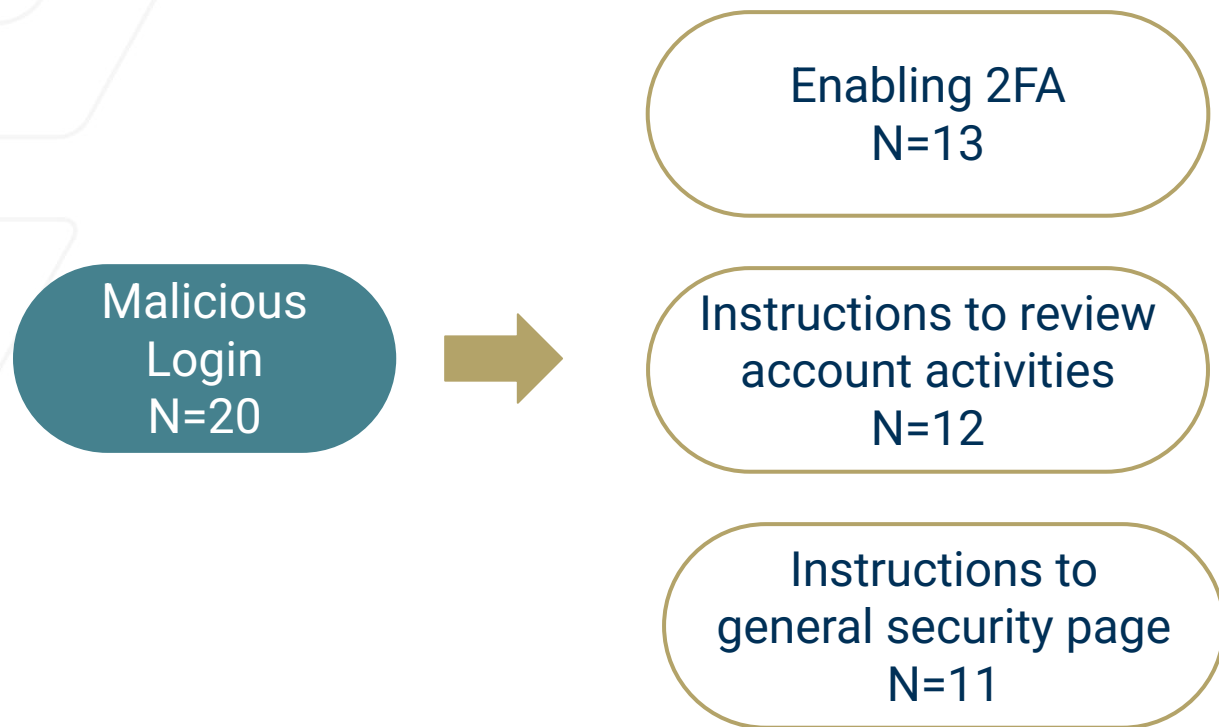 Malicious
Login
N=20
Enabling 2FA
N=13
Instructions to review
account activities
N=12
Instructions to
general security page
N=11